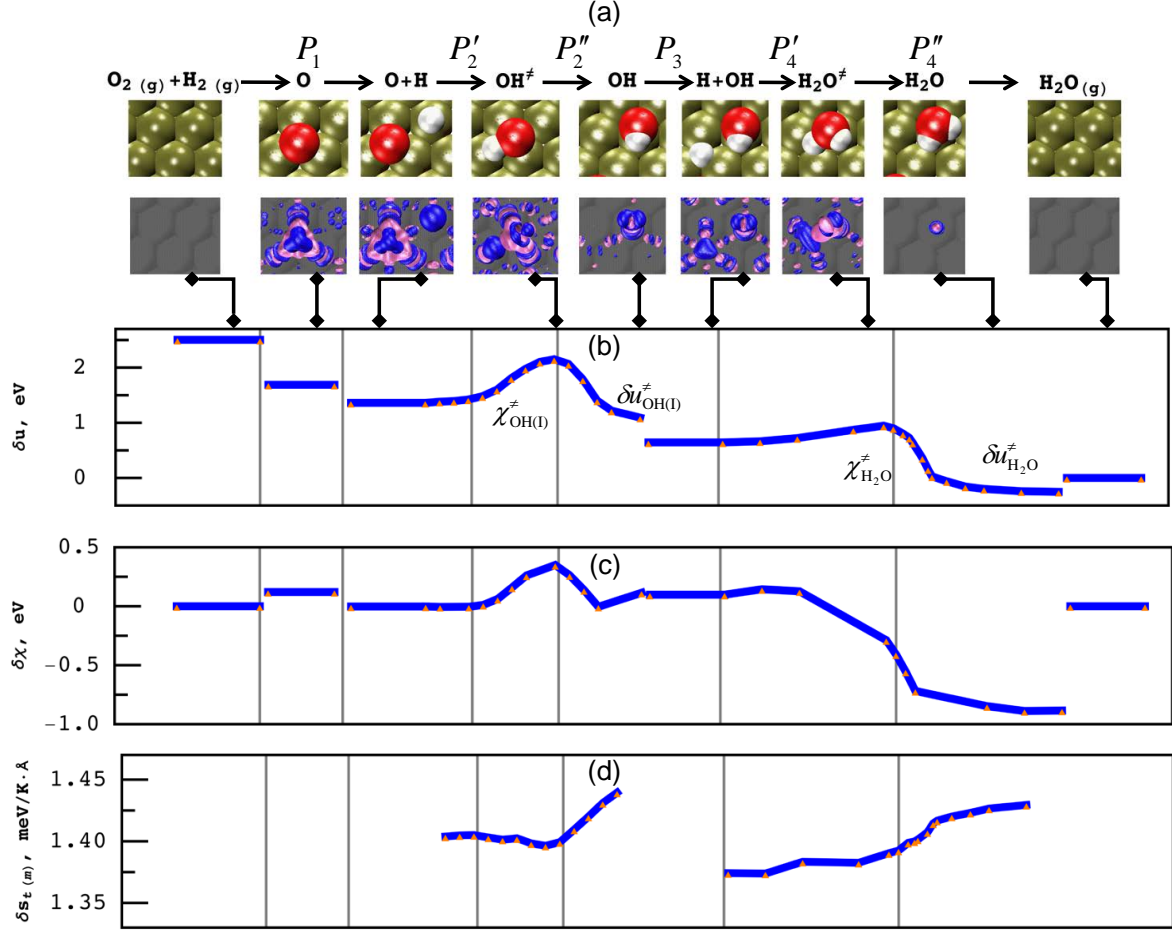 (a)
P₁ P₂′ P₂″ P₃ P₄′ P₄″
O₂ (g) +H₂ (g) → O → O+H → OH≠ → OH → H+OH → H₂O≠ → H₂O → H₂O(g)
(b)
δu, eV
2
1
0
χ≠OH(I)
δu≠OH(I)
χ≠H₂O
δu≠H₂O
(c)
δχ, eV
0.5
0
−0.5
−1.0
(d)
δs t(m), meV/K·Å
1.45
1.40
1.35